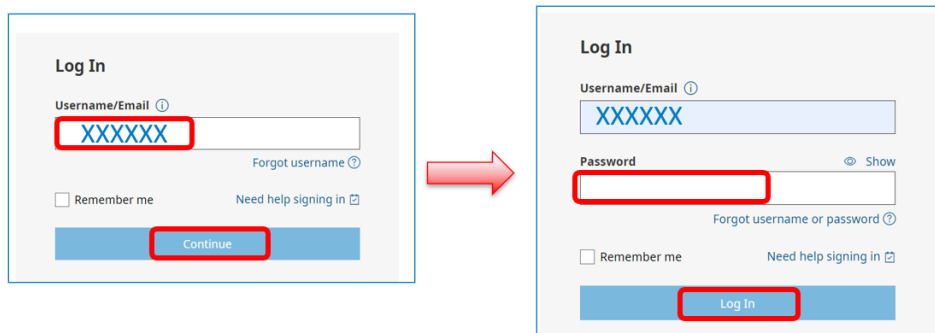 Log In
Username/Email
XXXXXX
Forgot username
Remember me
Need help signing in
Continue
Log In
Username/Email
XXXXXX
Password
Show
Forgot username or password
Remember me
Need help signing in
Log In